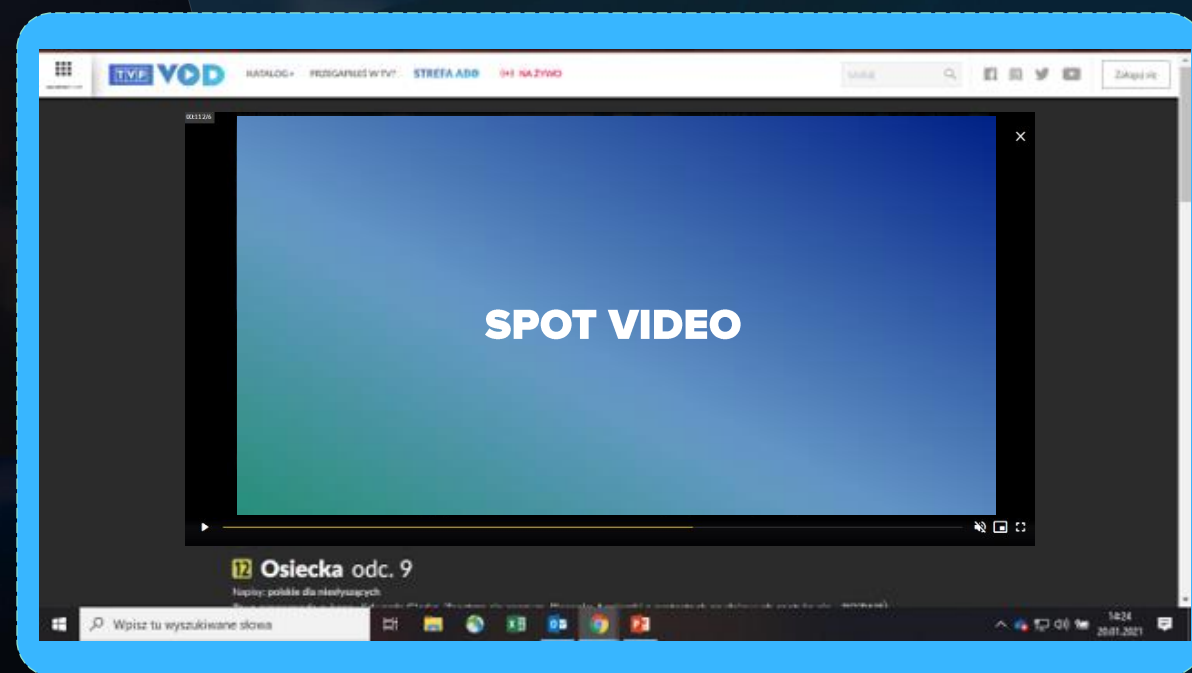 TVP VOD KATALOG PRZEGAPIŁEŚ W TV? STREFA ABO NA ŻYWO Szukaj Zaloguj się
SPOT VIDEO
12 Osiecka odc. 9
Napisy: polskie dla niesłyszących
Wpisz tu wyszukiwane słowa
14:24
20.01.2021